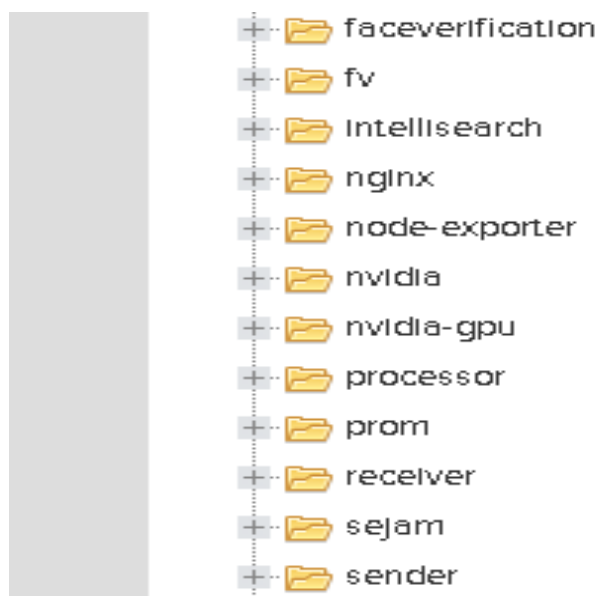 faceverification
fv
intellisearch
nginx
node-exporter
nvidia
nvidia-gpu
processor
prom
receiver
sejam
sender